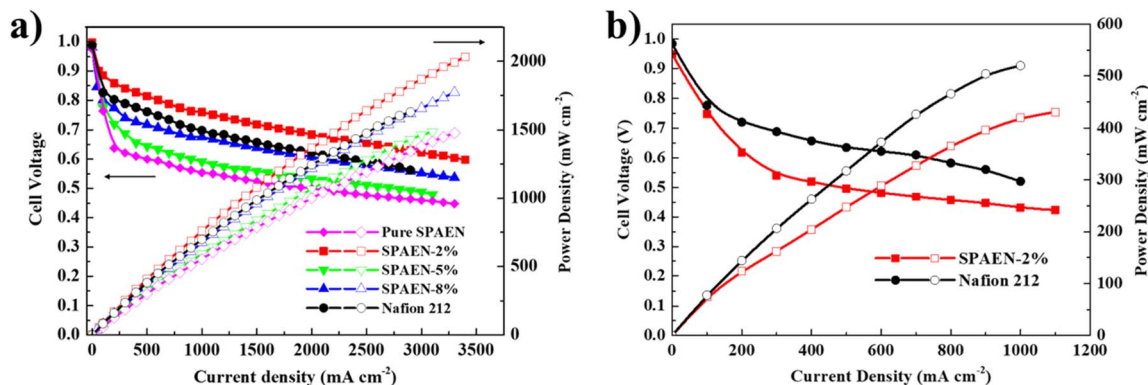 a)
1.0
0.9
0.8
0.7
0.6
0.5
0.4
0.3
0.2
0.1
0.0
Cell Voltage
0 500 1000 1500 2000 2500 3000 3500
Current density (mA cm⁻²)
2000
1500
1000
500
0
Power Density (mW cm⁻²)
Pure SPAEN
SPAEN-2%
SPAEN-5%
SPAEN-8%
Nafion 212
b)
1.0
0.9
0.8
0.7
0.6
0.5
0.4
0.3
0.2
0.1
0.0
Cell Voltage (V)
0 200 400 600 800 1000 1200
Current Density (mA cm⁻²)
600
500
400
300
200
100
0
Power Density (mW cm⁻²)
SPAEN-2%
Nafion 212